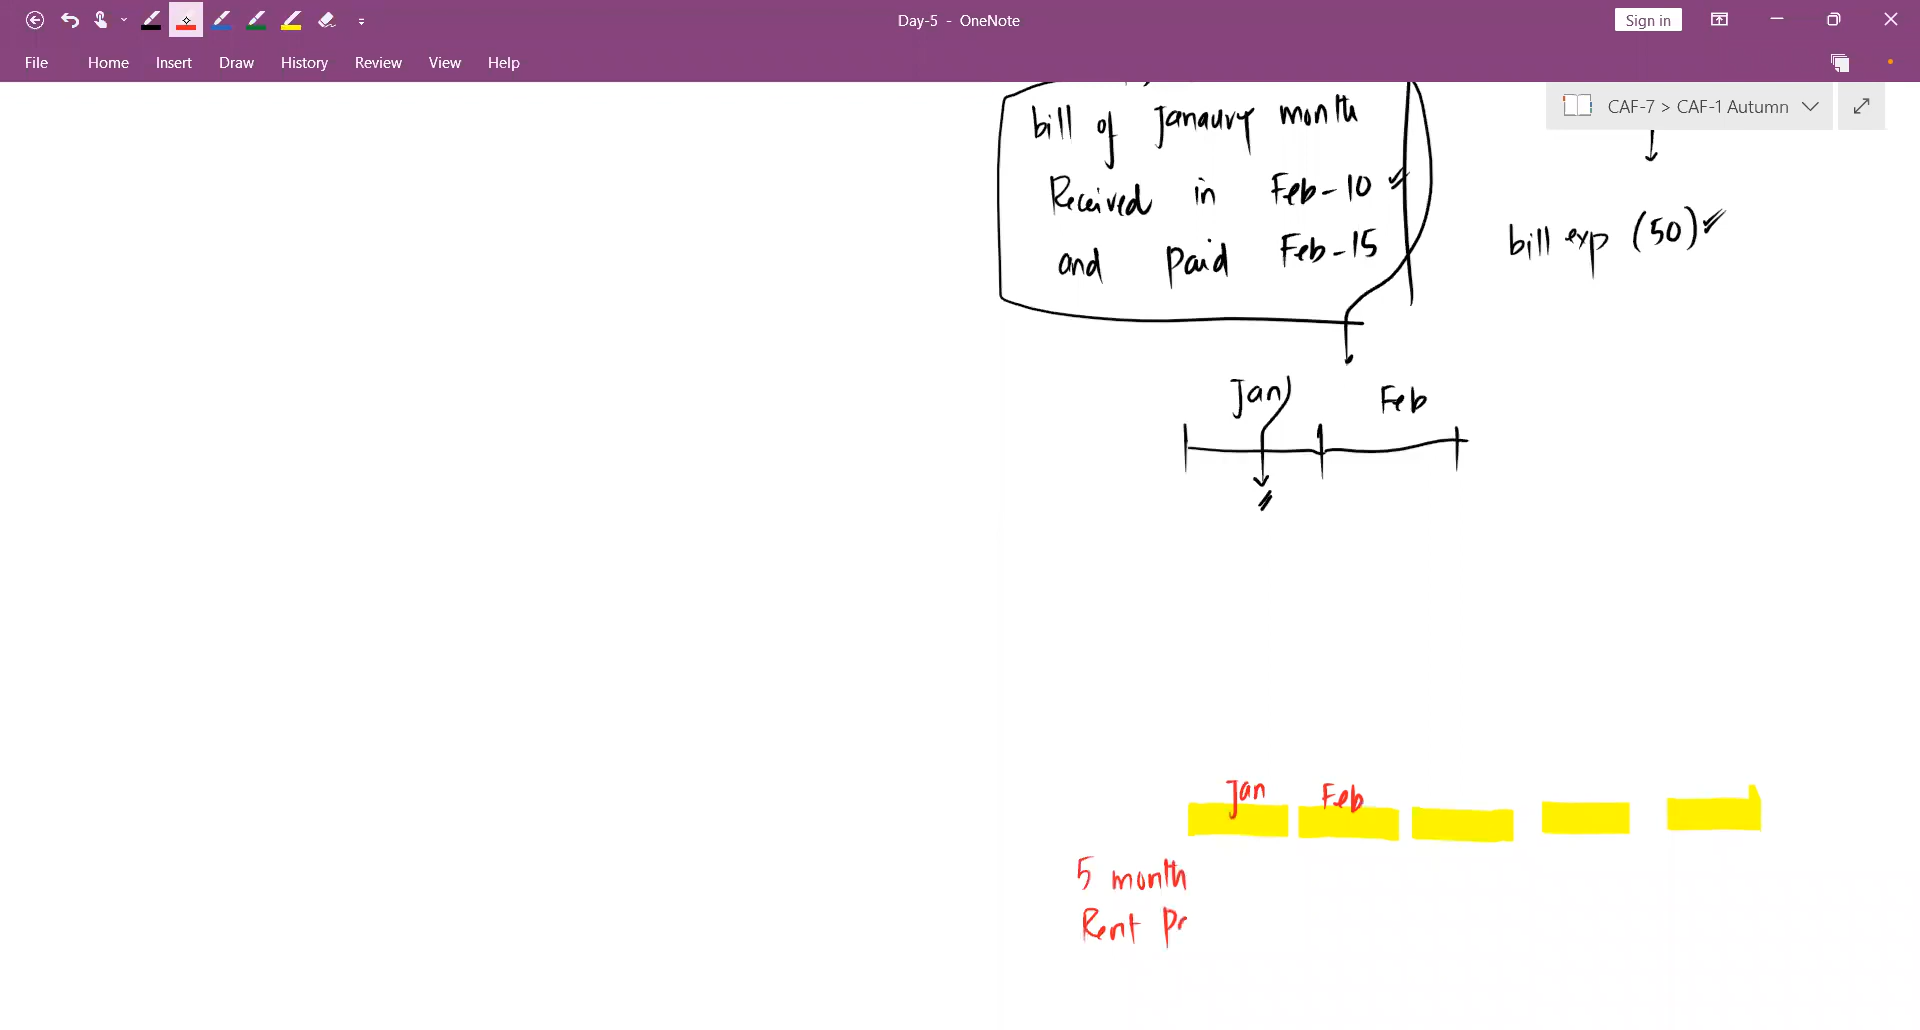 Day-5 - OneNote
Sign in
File Home Insert Draw History Review View Help
CAF-7 > CAF-1 Autumn
bill of Janaury month
Received in Feb-10
and Paid Feb-15
bill exp (50)
Jan Feb
Jan Feb
5 month
Rent Pr